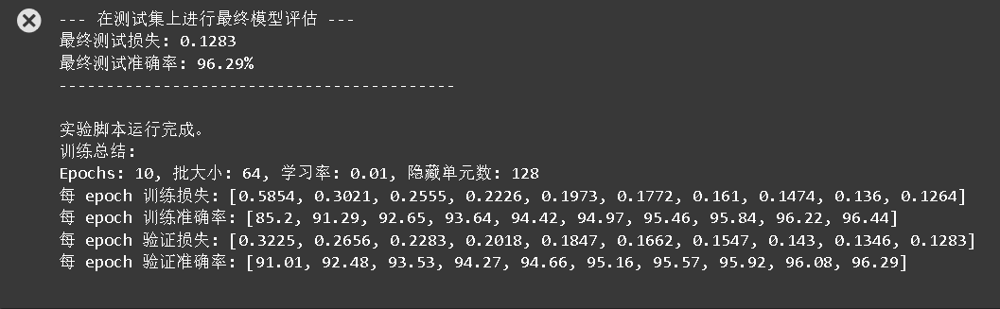 --- 在测试集上进行最终模型评估 ---
最终测试损失: 0.1283
最终测试准确率: 96.29%
------------------------------------------
实验脚本运行完成。
训练总结:
Epochs: 10, 批大小: 64, 学习率: 0.01, 隐藏单元数: 128
每 epoch 训练损失: [0.5854, 0.3021, 0.2555, 0.2226, 0.1973, 0.1772, 0.161, 0.1474, 0.136, 0.1264]
每 epoch 训练准确率: [85.2, 91.29, 92.65, 93.64, 94.42, 94.97, 95.46, 95.84, 96.22, 96.44]
每 epoch 验证损失: [0.3225, 0.2656, 0.2283, 0.2018, 0.1847, 0.1662, 0.1547, 0.143, 0.1346, 0.1283]
每 epoch 验证准确率: [91.01, 92.48, 93.53, 94.27, 94.66, 95.16, 95.57, 95.92, 96.08, 96.29]